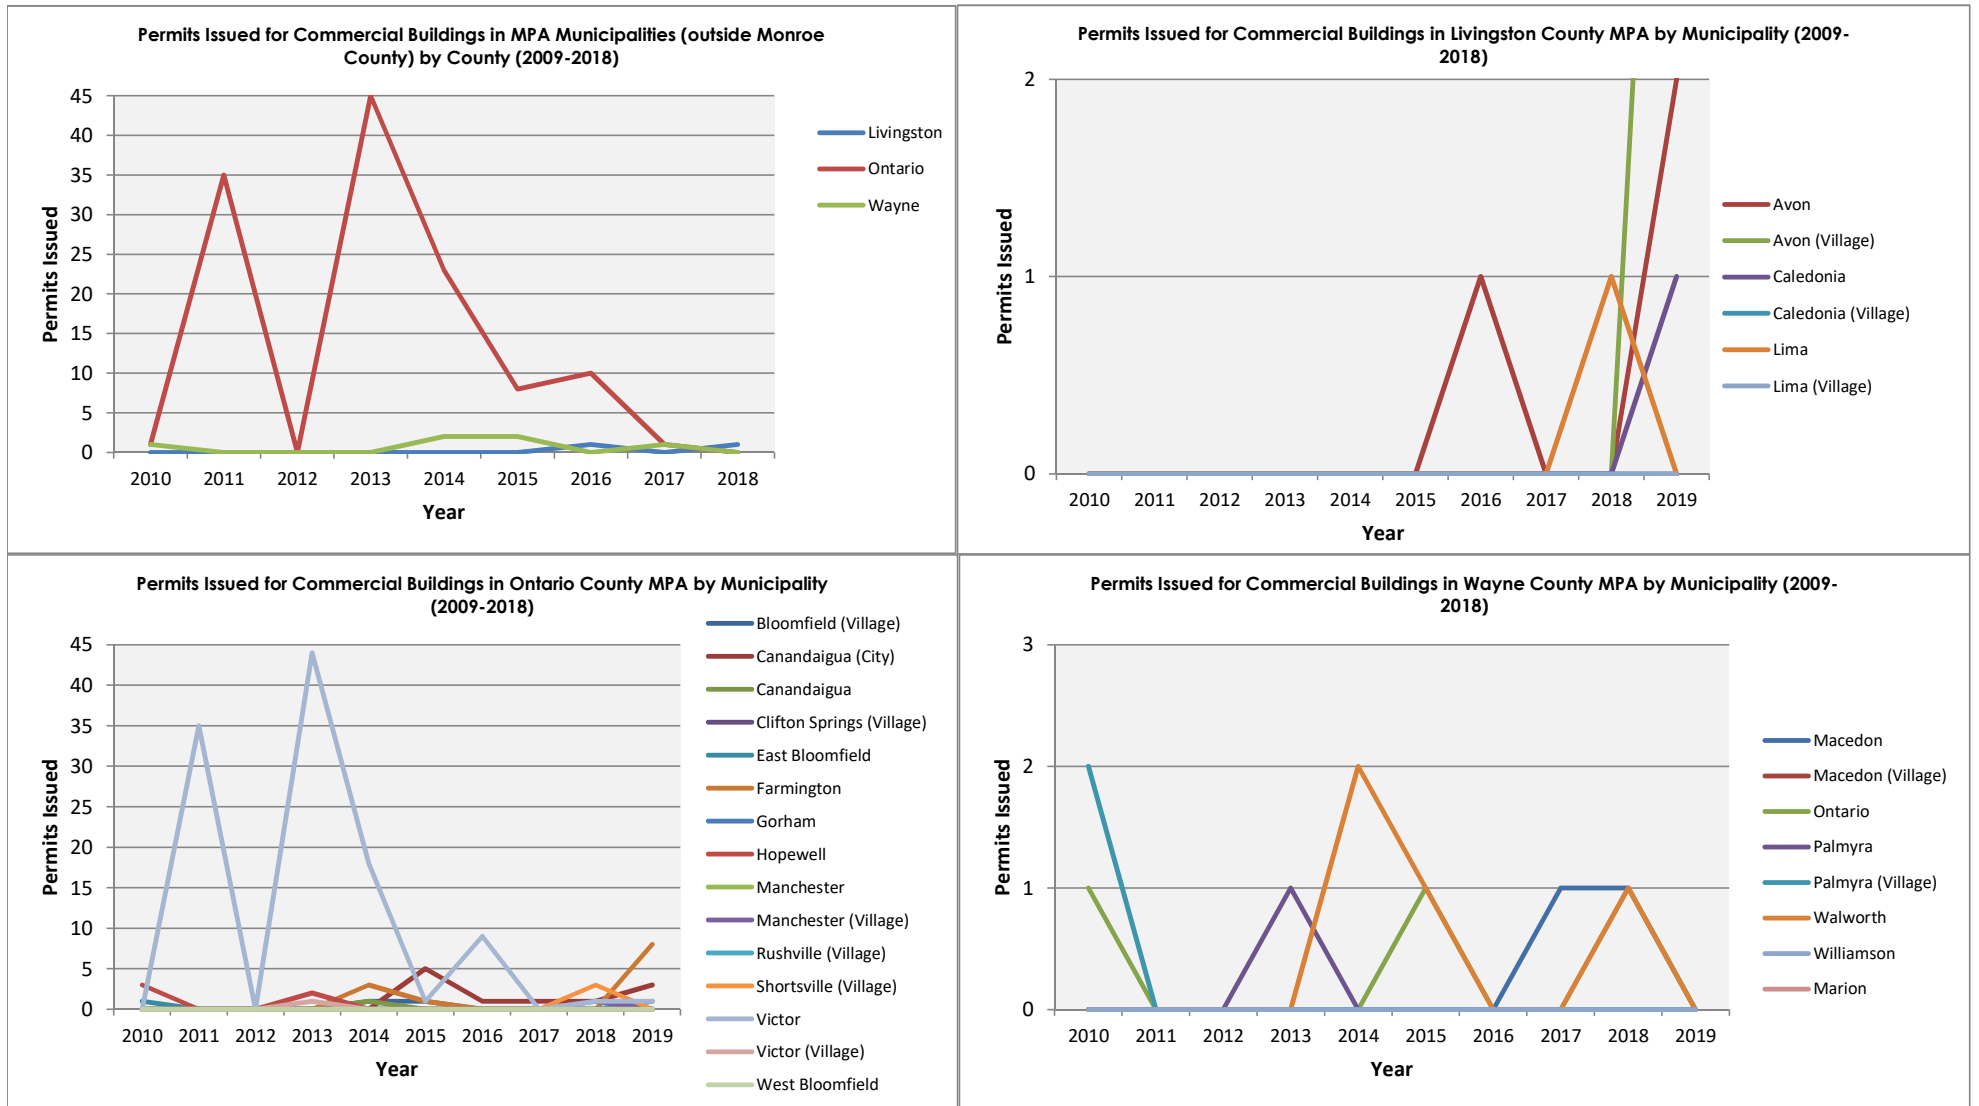 Permits Issued for Commercial Buildings in MPA Municipalities (outside Monroe
County) by County (2009-2018)
45
40
35
30
25
20
15
10
5
0
Permits Issued
2010 2011 2012 2013 2014 2015 2016 2017 2018
Year
Livingston
Ontario
Wayne
Permits Issued for Commercial Buildings in Livingston County MPA by Municipality (2009-
2018)
2
1
0
Permits Issued
2010 2011 2012 2013 2014 2015 2016 2017 2018 2019
Year
Avon
Avon (Village)
Caledonia
Caledonia (Village)
Lima
Lima (Village)
Permits Issued for Commercial Buildings in Ontario County MPA by Municipality
(2009-2018)
45
40
35
30
25
20
15
10
5
0
Permits Issued
2010 2011 2012 2013 2014 2015 2016 2017 2018 2019
Year
Bloomfield (Village)
Canandaigua (City)
Canandaigua
Clifton Springs (Village)
East Bloomfield
Farmington
Gorham
Hopewell
Manchester
Manchester (Village)
Rushville (Village)
Shortsville (Village)
Victor
Victor (Village)
West Bloomfield
Permits Issued for Commercial Buildings in Wayne County MPA by Municipality (2009-
2018)
3
2
1
0
Permits Issued
2010 2011 2012 2013 2014 2015 2016 2017 2018 2019
Year
Macedon
Macedon (Village)
Ontario
Palmyra
Palmyra (Village)
Walworth
Williamson
Marion